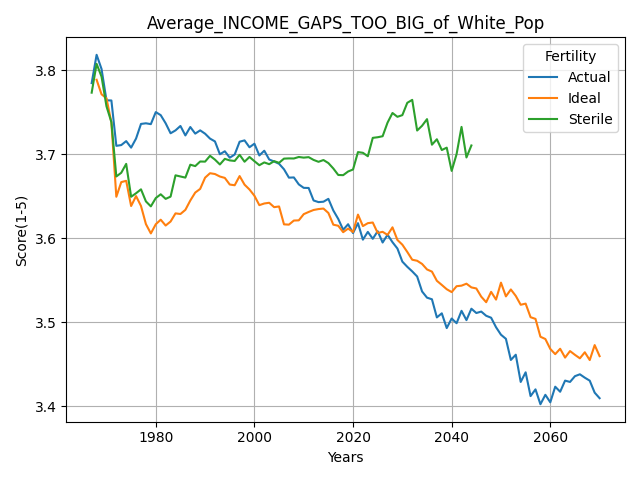 Average_INCOME_GAPS_TOO_BIG_of_White_Pop
Fertility
Actual
Ideal
Sterile
Score(1-5)
3.8
3.7
3.6
3.5
3.4
1980
2000
2020
2040
2060
Years